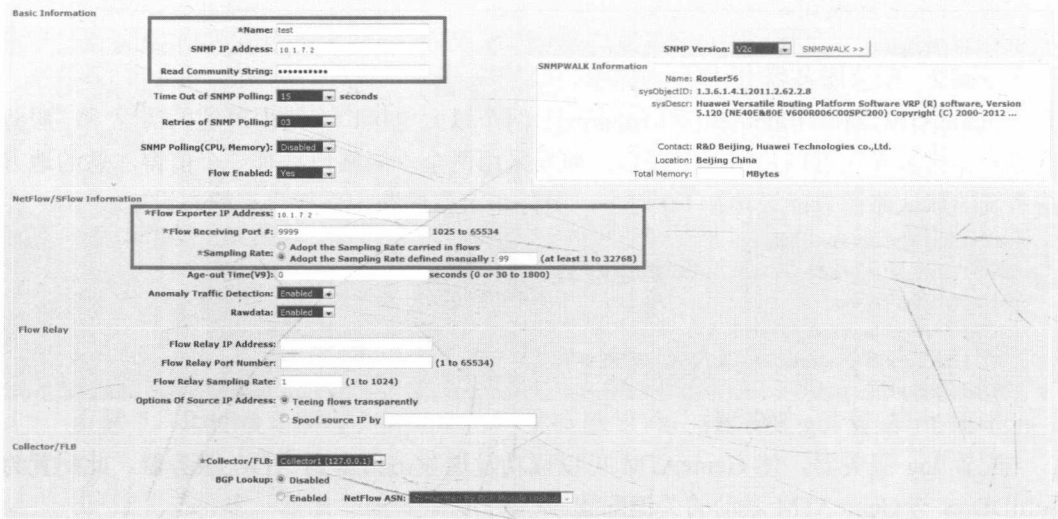 Basic Information
*Name: test
SNMP IP Address: 10.1.7.2
SNMP Version: V2c SNMPWALK >>
Read Community String: ••••••••••
SNMPWALK Information
Name: Router56
sysObjectID: 1.3.6.1.4.1.2011.2.62.2.8
sysDescr: Huawei Versatile Routing Platform Software VRP (R) software, Version
5.120 (NE40E&80E V600R006C00SPC200) Copyright (C) 2000-2012 ...
Contact: R&D Beijing, Huawei Technologies co.,Ltd.
Location: Beijing China
Total Memory: MBytes
Time Out of SNMP Polling: 15 seconds
Retries of SNMP Polling: 03
SNMP Polling(CPU, Memory): Disabled
Flow Enabled: Yes
NetFlow/SFlow Information
*Flow Exporter IP Address: 10.1.7.2
*Flow Receiving Port #: 9999 1025 to 65534
*Sampling Rate: Adopt the Sampling Rate carried in flows
Adopt the Sampling Rate defined manually : 99 (at least 1 to 32768)
Age-out Time(V9): 0 seconds (0 or 30 to 1800)
Anomaly Traffic Detection: Enabled
Rawdata: Enabled
Flow Relay
Flow Relay IP Address:
Flow Relay Port Number: (1 to 65534)
Flow Relay Sampling Rate: 1 (1 to 1024)
Options Of Source IP Address: Teeing flows transparently
Spoof source IP by
Collector/FLB
*Collector/FLB: Collector1 (127.0.0.1)
BGP Lookup: Disabled
Enabled NetFlow ASN: